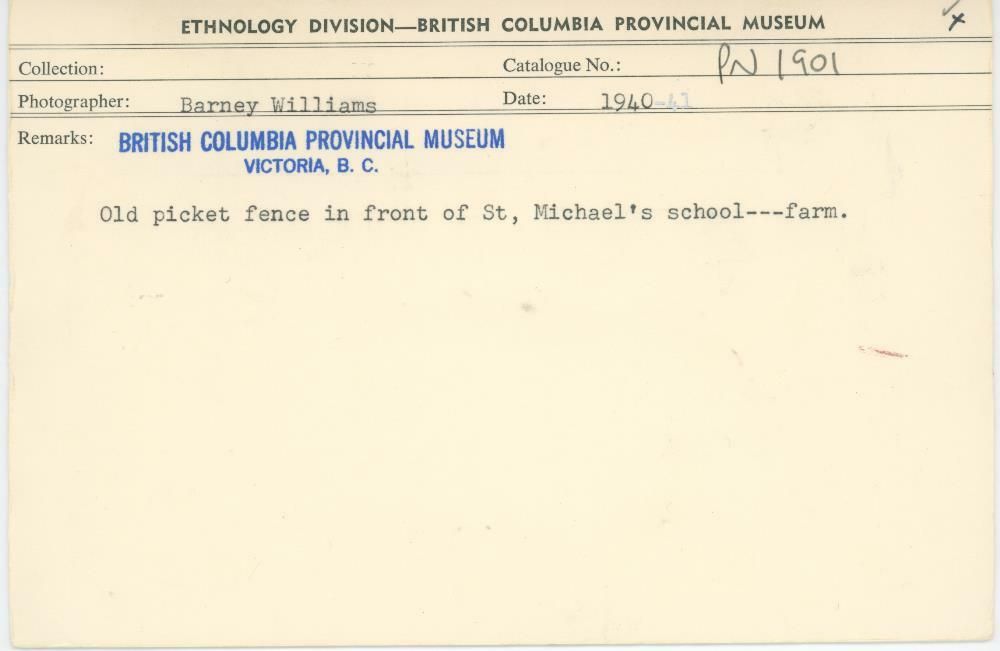 ETHNOLOGY DIVISION—BRITISH COLUMBIA PROVINCIAL MUSEUM
Collection: Catalogue No.: PN 1901
Photographer: Barney Williams Date: 1940-41
Remarks: BRITISH COLUMBIA PROVINCIAL MUSEUM
VICTORIA, B. C.
Old picket fence in front of St, Michael's school---farm.